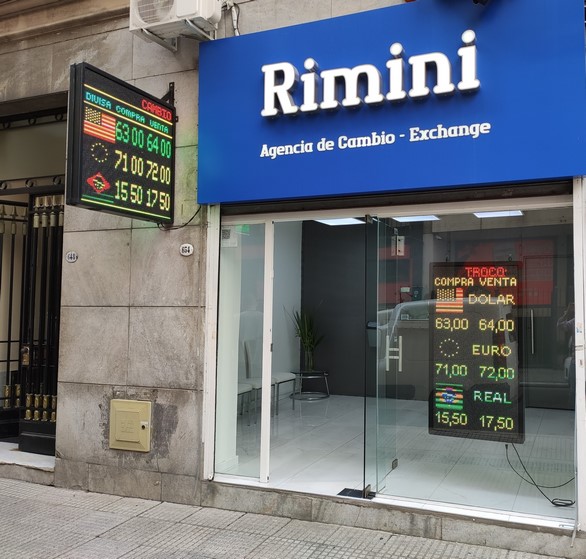 Rimini
Agencia de Cambio - Exchange
CAMBIO
DIVISA COMPRA VENTA
63 00 64 00
71 00 72 00
15 50 17 50
654
TROCO
COMPRA VENTA
DOLAR
63,00 64,00
EURO
71,00 72,00
REAL
15,50 17,50